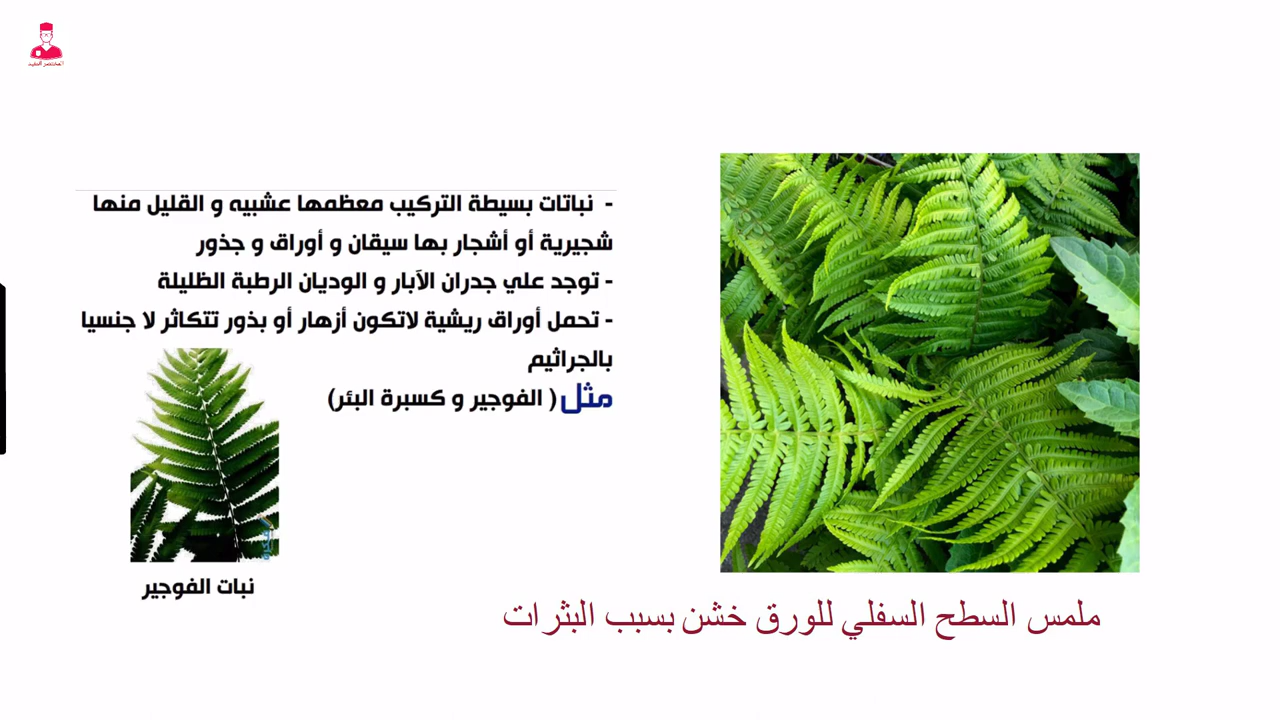 - نباتات بسيطة التركيب معظمها عشبيه و القليل منها
شجيرية أو أشجار بها سيقان و أوراق و جذور
- توجد علي جدران الآبار و الوديان الرطبة الظليلة
- تحمل أوراق ريشية لاتكون أزهار أو بذور تتكاثر لا جنسيا
بالجراثيم
مثل ( الفوجير و كسبرة البئر)
نبات الفوجير
ملمس السطح السفلي للورق خشن بسبب البثرات